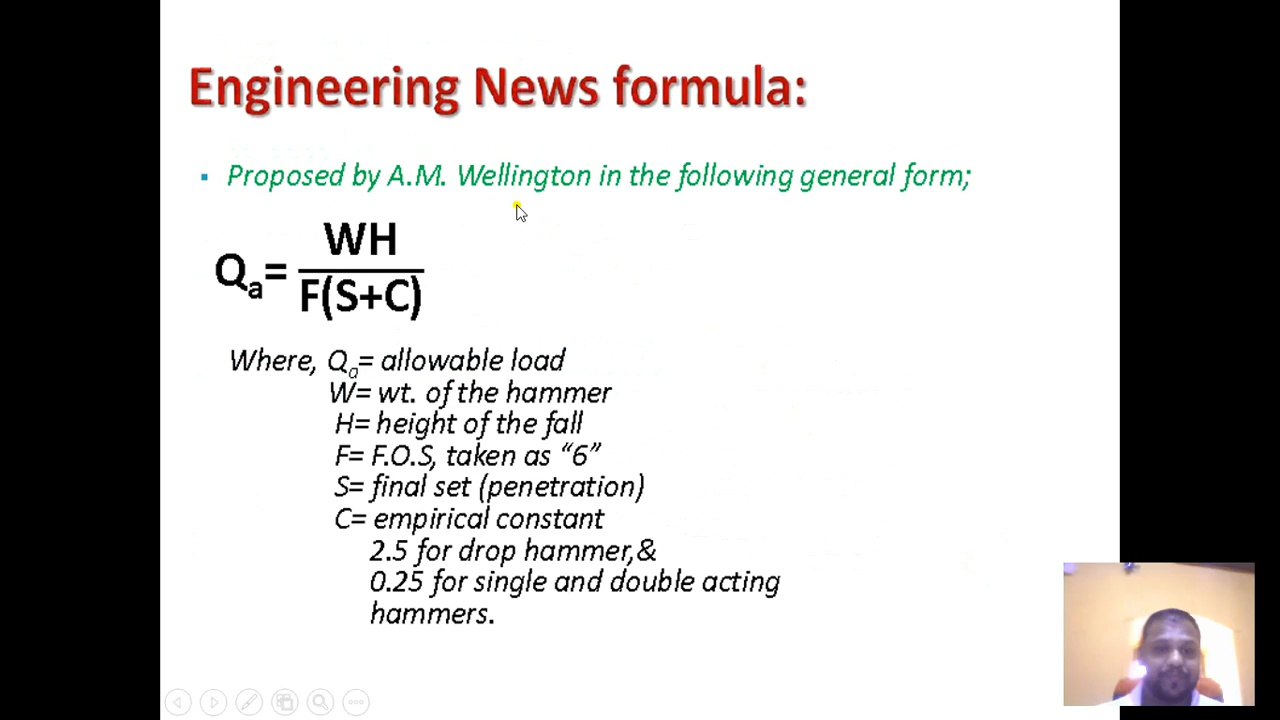 Engineering News formula:
▪ Proposed by A.M. Wellington in the following general form;
Qa= WH
F(S+C)
Where, Qa= allowable load
W= wt. of the hammer
H= height of the fall
F= F.O.S, taken as “6”
S= final set (penetration)
C= empirical constant
2.5 for drop hammer,&
0.25 for single and double acting
hammers.